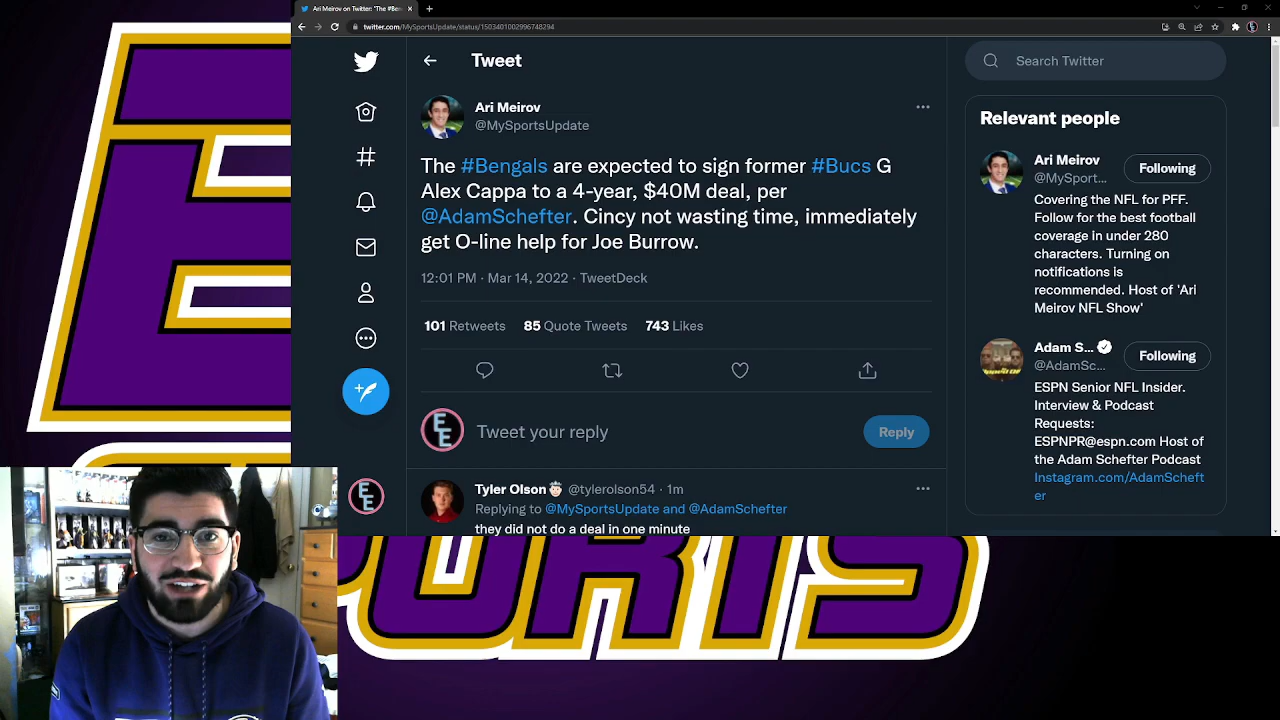 Ari Meirov on Twitter: "The #Be
twitter.com/MySportsUpdate/status/1503401002996748294
Tweet
Search Twitter
Ari Meirov
@MySportsUpdate
The #Bengals are expected to sign former #Bucs G
Alex Cappa to a 4-year, $40M deal, per
@AdamSchefter. Cincy not wasting time, immediately
get O-line help for Joe Burrow.
12:01 PM · Mar 14, 2022 · TweetDeck
101 Retweets 85 Quote Tweets 743 Likes
Tweet your reply
Reply
Tyler Olson @tylerolson54 · 1m
Replying to @MySportsUpdate and @AdamSchefter
they did not do a deal in one minute
Relevant people
Ari Meirov
@MySport...
Following
Covering the NFL for PFF.
Follow for the best football
coverage in under 280
characters. Turning on
notifications is
recommended. Host of 'Ari
Meirov NFL Show'
Adam S...
@AdamSc...
Following
ESPN Senior NFL Insider.
Interview & Podcast
Requests:
ESPNPR@espn.com Host of
the Adam Schefter Podcast
Instagram.com/AdamScheft
er
E
E
E
E
E
PORTS